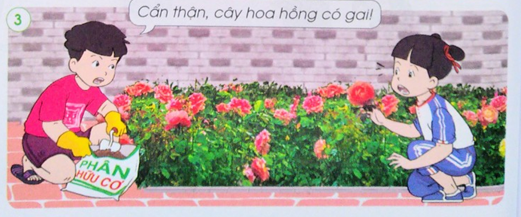 3
Cẩn thận, cây hoa hồng có gai!
PHÂN
HỮU CƠ